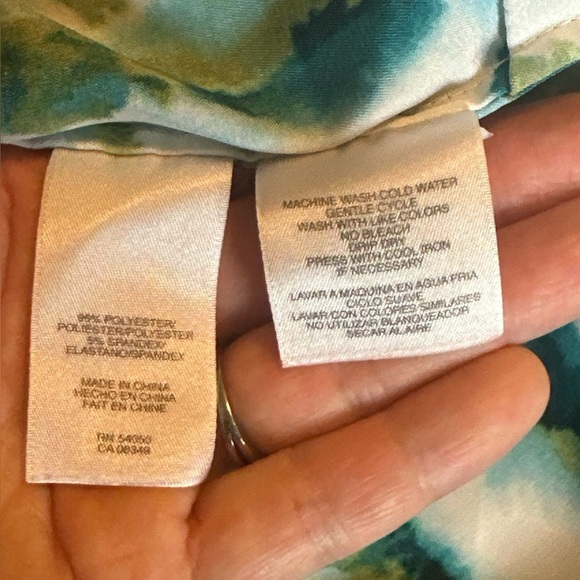 95% POLYESTER/
POLIESTER/POLYESTER
5% SPANDEX/
ELASTANO/SPANDEX
MADE IN CHINA
HECHO EN CHINA
FAIT EN CHINE
RN 54050
CA 08349
MACHINE WASH COLD WATER
GENTLE CYCLE
WASH WITH LIKE COLORS
NO BLEACH
DRIP DRY
PRESS WITH COOL IRON
IF NECESSARY
LAVAR A MAQUINA EN AGUA FRIA
CICLO SUAVE
LAVAR CON COLORES SIMILARES
NO UTILIZAR BLANQUEADOR
SECAR AL AIRE